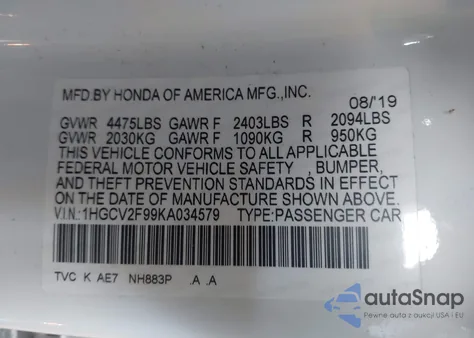 MFD.BY HONDA OF AMERICA MFG.,INC. 08/'19
GVWR 4475LBS GAWR F 2403LBS R 2094LBS
GVWR 2030KG GAWR F 1090KG R 950KG
THIS VEHICLE CONFORMS TO ALL APPLICABLE
FEDERAL MOTOR VEHICLE SAFETY , BUMPER,
AND THEFT PREVENTION STANDARDS IN EFFECT
ON THE DATE OF MANUFACTURE SHOWN ABOVE.
V.I.N.:1HGCV2F99KA034579 TYPE:PASSENGER CAR
TVC K AE7 NH883P .A .A
autoSnap
Pewne auta z aukcji USA i EU